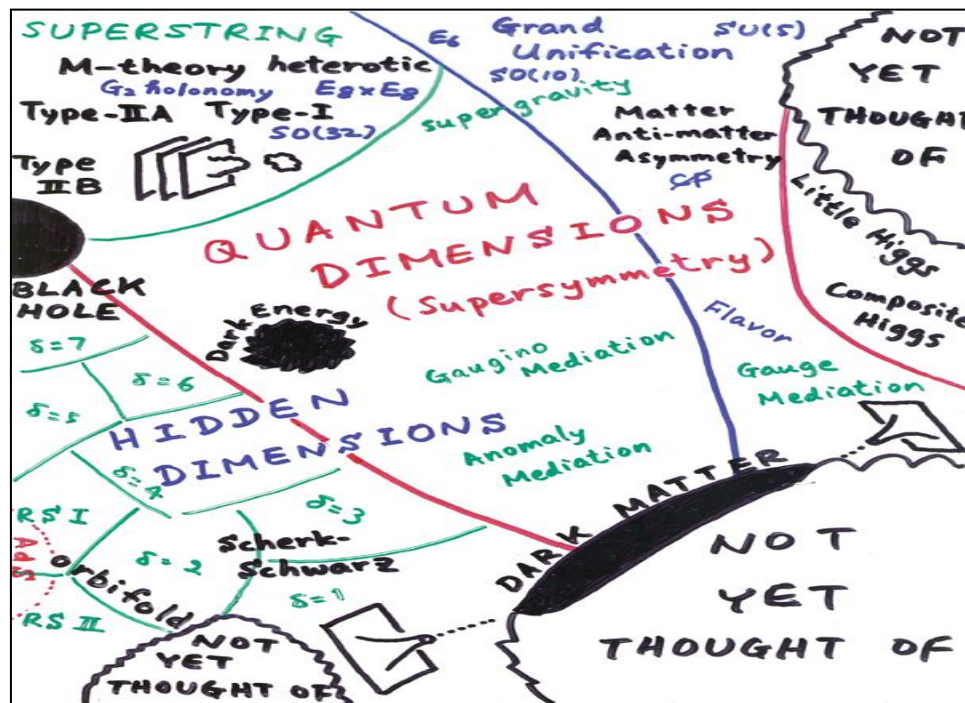 SUPERSTRING
M-theory heterotic
G₂ holonomy E8xE8
Type-IIA Type-I
SO(32)
Type
IIB
E6
Grand
Unification
SU(5)
SO(10)
supergravity
Matter
Anti-matter
Asymmetry
CP
NOT
YET
THOUGHT
OF
Little Higgs
Composite
Higgs
QUANTUM
DIMENSIONS
(supersymmetry)
BLACK
HOLE
Dark Energy
Flavor
Gaugino
Mediation
Gauge
Mediation
Anomaly
Mediation
δ=7
δ=6
δ=5
HIDDEN
DIMENSIONS
δ=4
δ=3
RS I
AdS
Orbifold
δ=2
Scherk-
Schwarz
RS II
δ=1
DARK MATTER
NOT
YET
THOUGHT OF
NOT
YET
THOUGHT OF